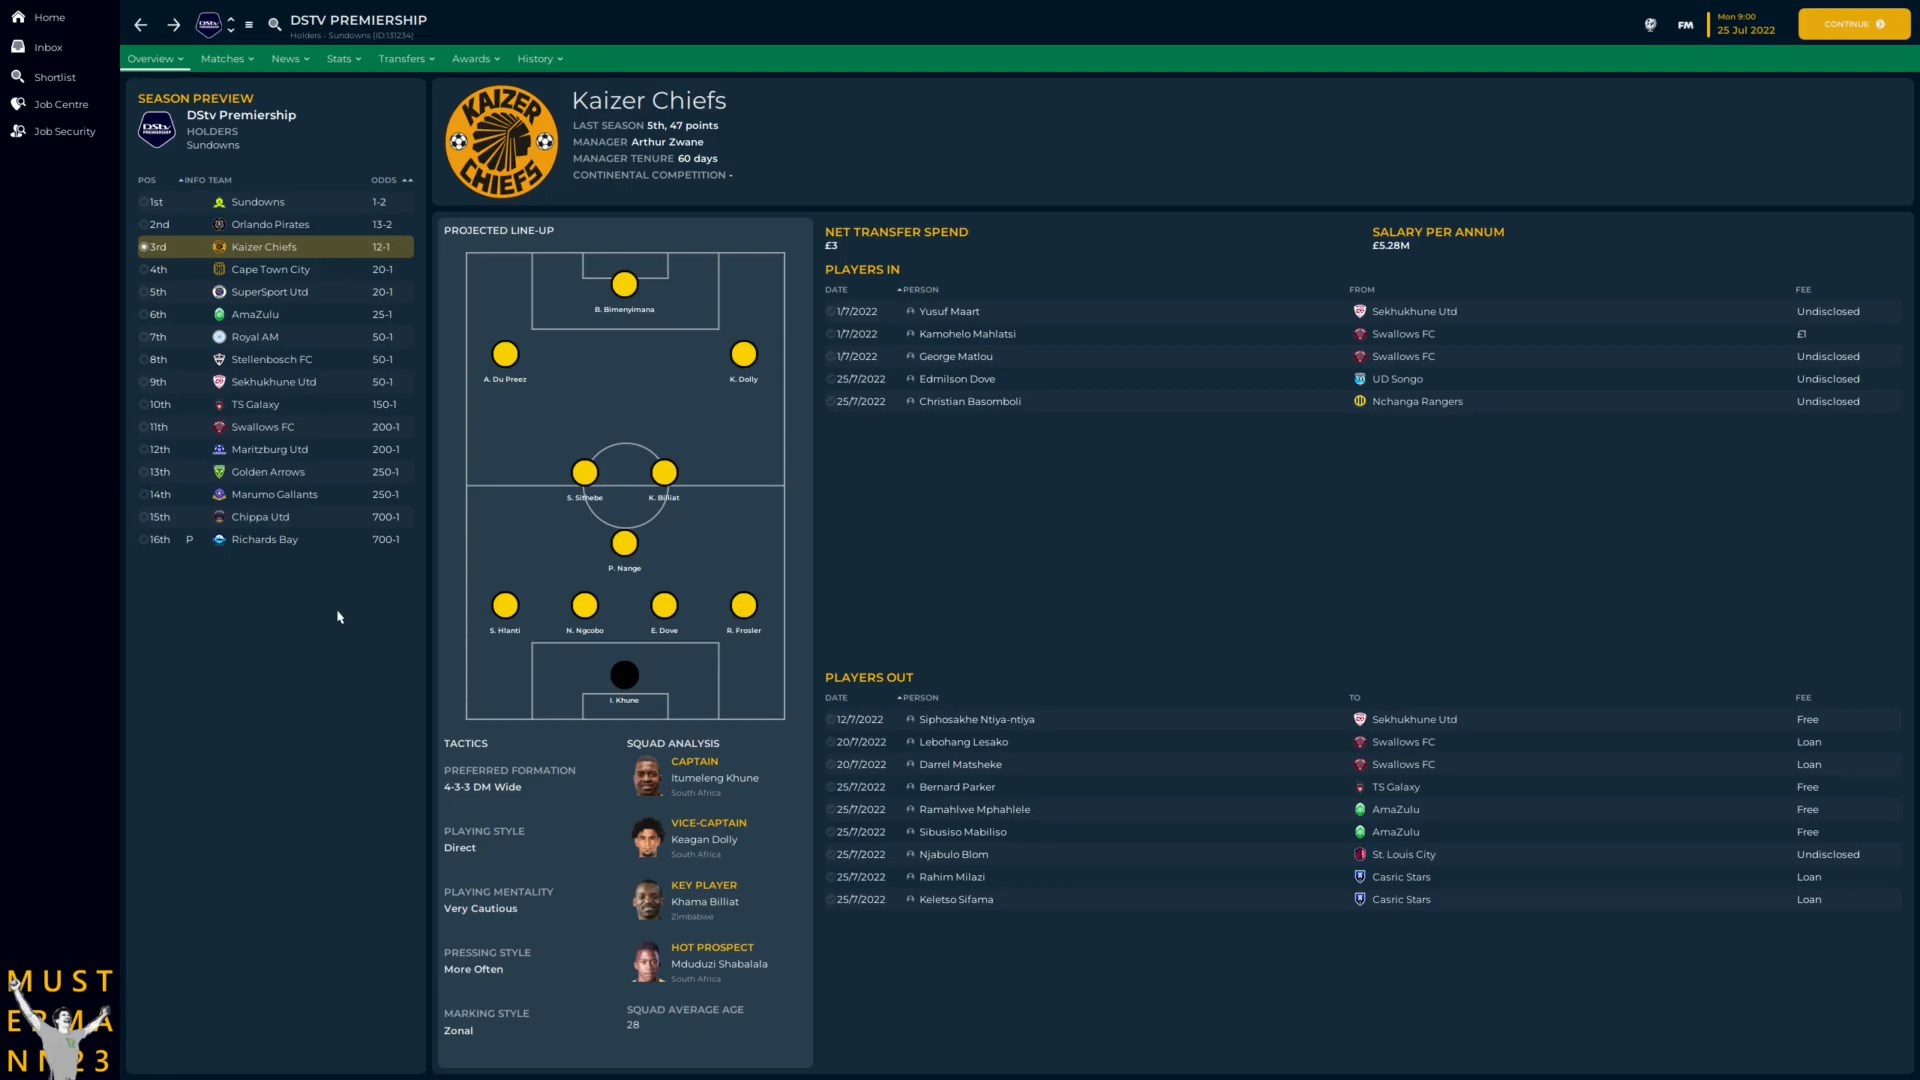 Home
Inbox
Shortlist
Job Centre
Job Security
DSTV PREMIERSHIP
Holders - Sundowns (ID:131234)
FM
Mon 9:00
25 Jul 2022
CONTINUE
Overview Matches News Stats Transfers Awards History
SEASON PREVIEW
DStv Premiership
HOLDERS
Sundowns
POS INFO TEAM ODDS
1st Sundowns 1-2
2nd Orlando Pirates 13-2
3rd Kaizer Chiefs 12-1
4th Cape Town City 20-1
5th SuperSport Utd 20-1
6th AmaZulu 25-1
7th Royal AM 50-1
8th Stellenbosch FC 50-1
9th Sekhukhune Utd 50-1
10th TS Galaxy 150-1
11th Swallows FC 200-1
12th Maritzburg Utd 200-1
13th Golden Arrows 250-1
14th Marumo Gallants 250-1
15th Chippa Utd 700-1
16th P Richards Bay 700-1
KAIZER
CHIEFS
Kaizer Chiefs
LAST SEASON 5th, 47 points
MANAGER Arthur Zwane
MANAGER TENURE 60 days
CONTINENTAL COMPETITION -
PROJECTED LINE-UP
B. Bimenyimana
A. Du Preez K. Dolly
S. Sithebe K. Billiat
P. Nange
S. Hlanti N. Ngcobo E. Dove R. Frosler
I. Khune
TACTICS
PREFERRED FORMATION
4-3-3 DM Wide
PLAYING STYLE
Direct
PLAYING MENTALITY
Very Cautious
PRESSING STYLE
More Often
MARKING STYLE
Zonal
SQUAD ANALYSIS
CAPTAIN
Itumeleng Khune
South Africa
VICE-CAPTAIN
Keagan Dolly
South Africa
KEY PLAYER
Khama Billiat
Zimbabwe
HOT PROSPECT
Mduduzi Shabalala
South Africa
SQUAD AVERAGE AGE
28
NET TRANSFER SPEND
£3
SALARY PER ANNUM
£5.28M
PLAYERS IN
DATE PERSON FROM FEE
1/7/2022 Yusuf Maart Sekhukhune Utd Undisclosed
1/7/2022 Kamohelo Mahlatsi Swallows FC £1
1/7/2022 George Matlou Swallows FC Undisclosed
25/7/2022 Edmilson Dove UD Songo Undisclosed
25/7/2022 Christian Basomboli Nchanga Rangers Undisclosed
PLAYERS OUT
DATE PERSON TO FEE
12/7/2022 Siphosakhe Ntiya-ntiya Sekhukhune Utd Free
20/7/2022 Lebohang Lesako Swallows FC Loan
20/7/2022 Darrel Matsheke Swallows FC Loan
25/7/2022 Bernard Parker TS Galaxy Free
25/7/2022 Ramahlwe Mphahlele AmaZulu Free
25/7/2022 Sibusiso Mabiliso AmaZulu Free
25/7/2022 Njabulo Blom St. Louis City Undisclosed
25/7/2022 Rahim Milazi Casric Stars Loan
25/7/2022 Keletso Sifama Casric Stars Loan
MUST
ERMA
NN23